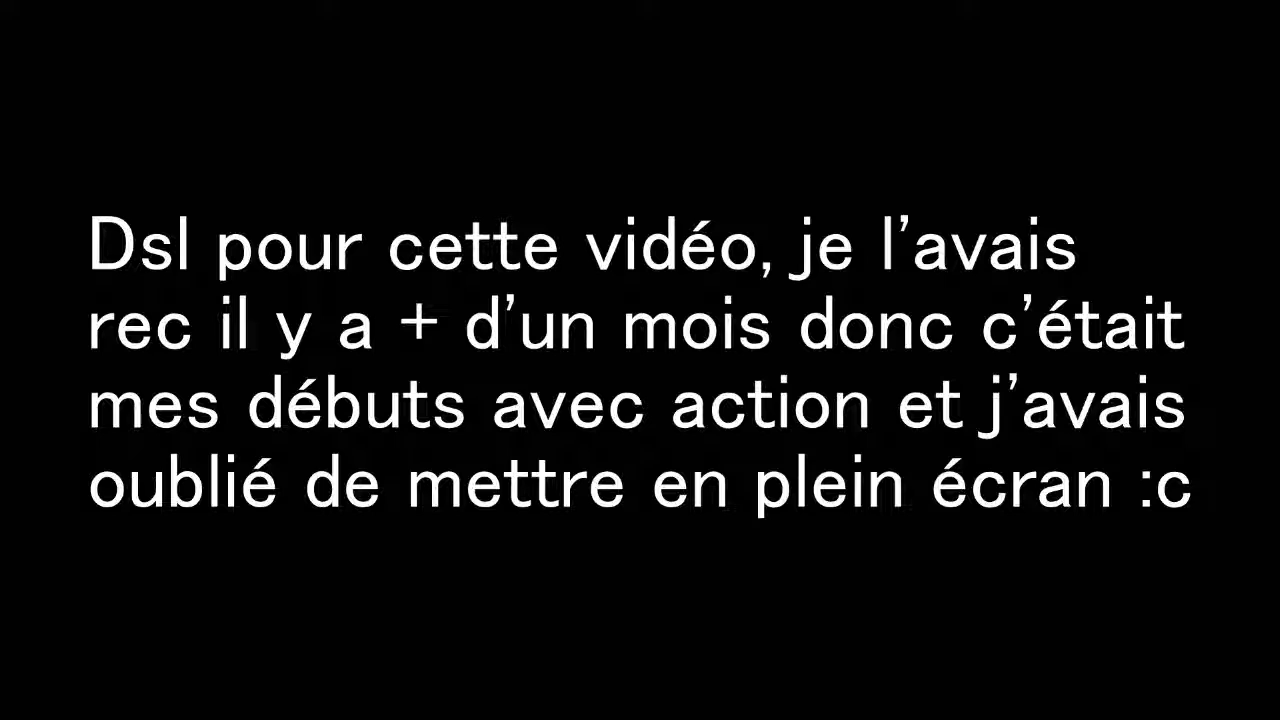 Dsl pour cette vidéo, je l’avais
rec il y a + d’un mois donc c’était
mes débuts avec action et j’avais
oublié de mettre en plein écran :c